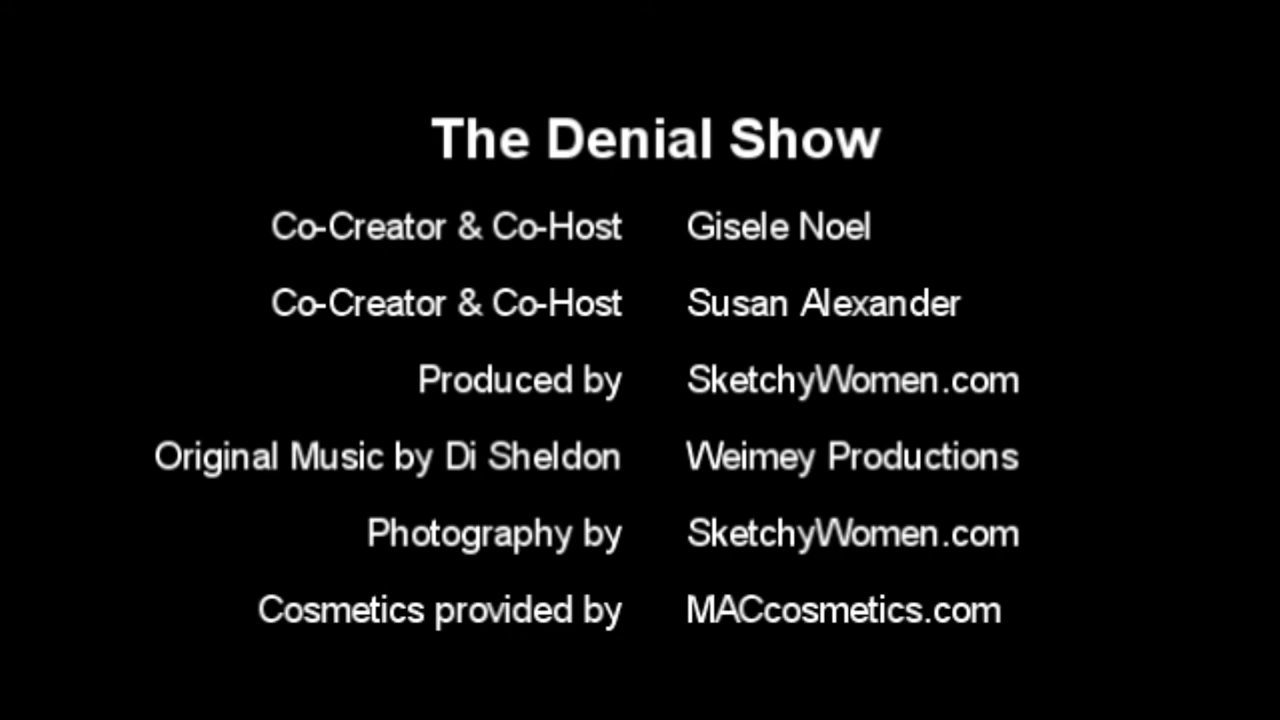 The Denial Show
Co-Creator & Co-Host Gisele Noel
Co-Creator & Co-Host Susan Alexander
Produced by SketchyWomen.com
Original Music by Di Sheldon Weimey Productions
Photography by SketchyWomen.com
Cosmetics provided by MACcosmetics.com